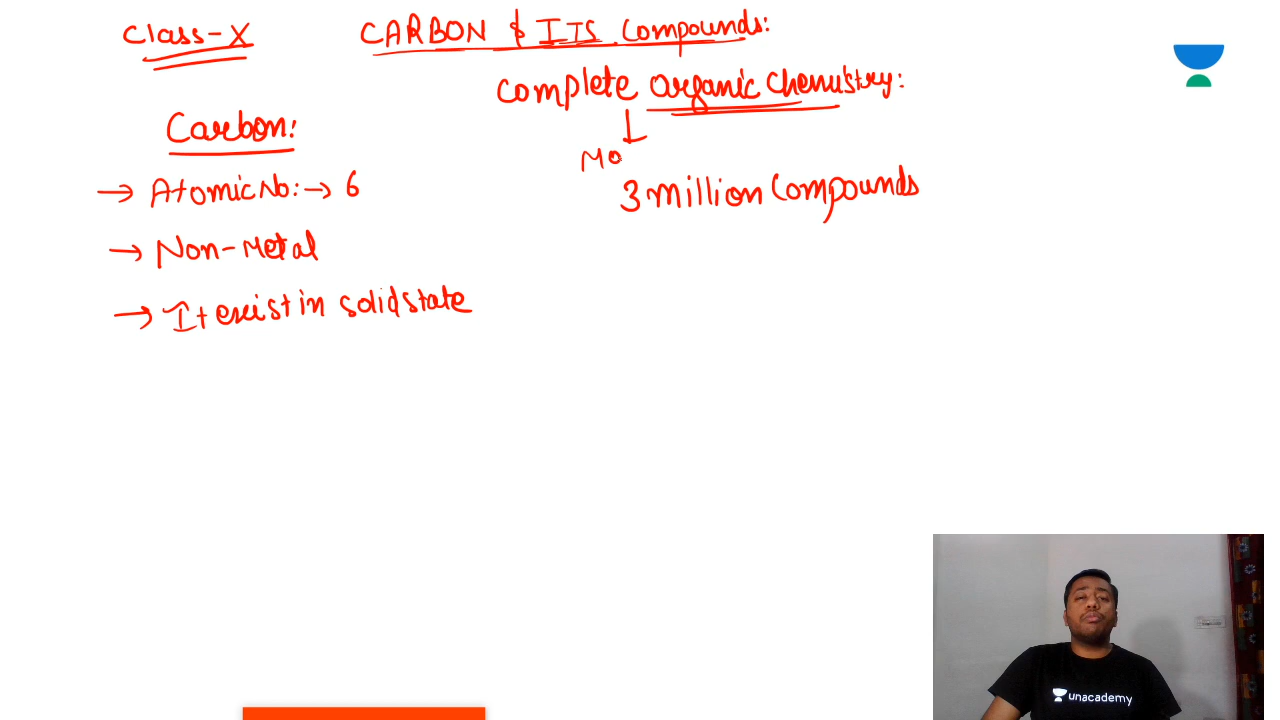 Class-X
CARBON & ITS Compounds:
Complete Organic Chemistry:
Mo
3 million Compounds
Carbon:
→ Atomic No: → 6
→ Non-Metal
→ It exist in solid state
unacademy